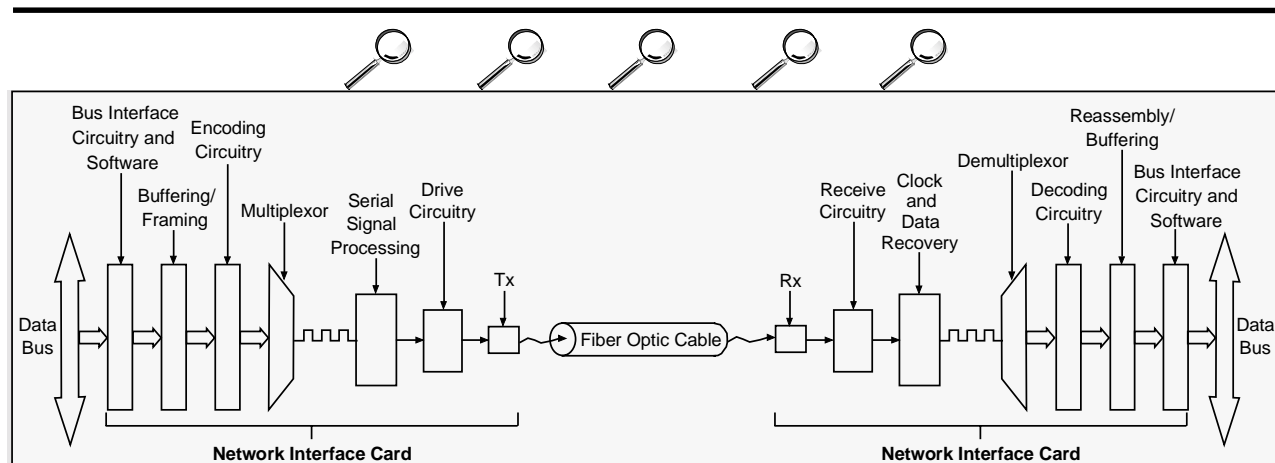 Bus Interface
Circuitry and
Software
Buffering/
Framing
Encoding
Circuitry
Multiplexor
Serial
Signal
Processing
Drive
Circuitry
Tx
Fiber Optic Cable
Rx
Receive
Circuitry
Clock
and
Data
Recovery
Demultiplexor
Decoding
Circuitry
Reassembly/
Buffering
Bus Interface
Circuitry and
Software
Data
Bus
Data
Bus
Network Interface Card
Network Interface Card